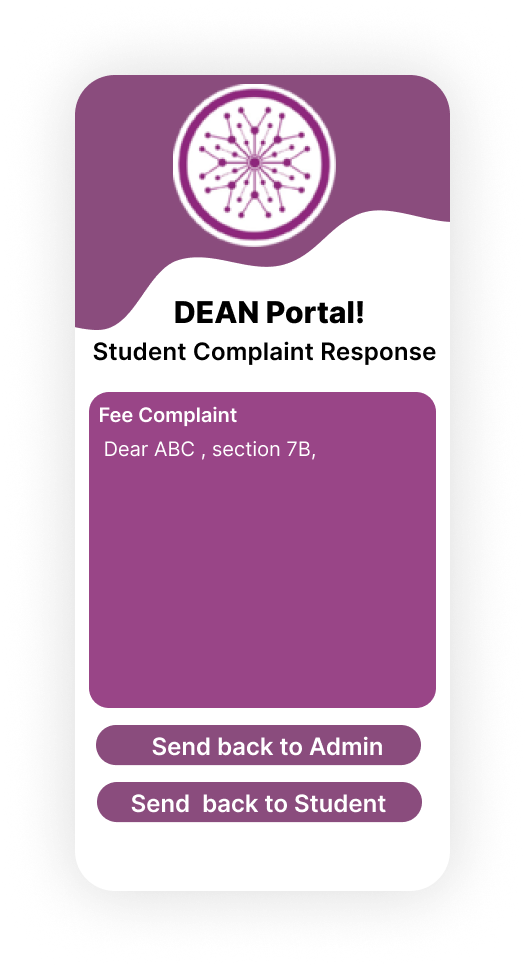 DEAN Portal!
Student Complaint Response
Fee Complaint
Dear ABC , section 7B,
Send back to Admin
Send  back to Student